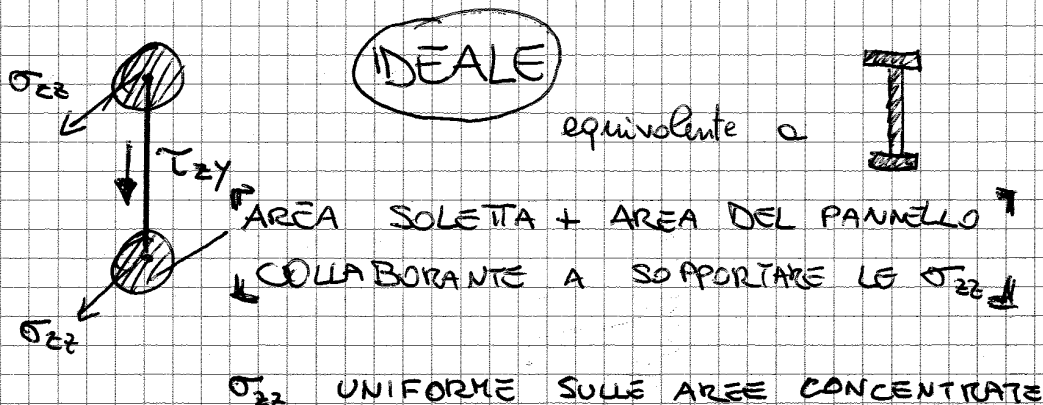 IDEALE
σzz
equivalente a
τzy
AREA SOLETTA + AREA DEL PANNELLO
COLLABORANTE A SOPPORTARE LE σzz
σzz
σzz UNIFORME SULLE AREE CONCENTRATE